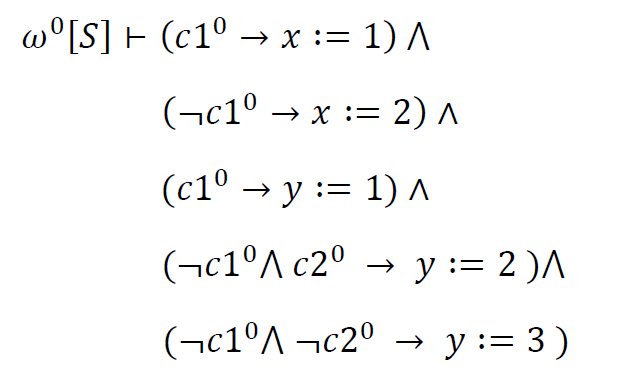 ω⁰[S] ⊢ (c1⁰ → x := 1) ⋀
(¬c1⁰ → x := 2) ∧
(c1⁰ → y := 1) ∧
(¬c1⁰⋀ c2⁰ → y := 2 )⋀
(¬c1⁰⋀ ¬c2⁰ → y := 3 )